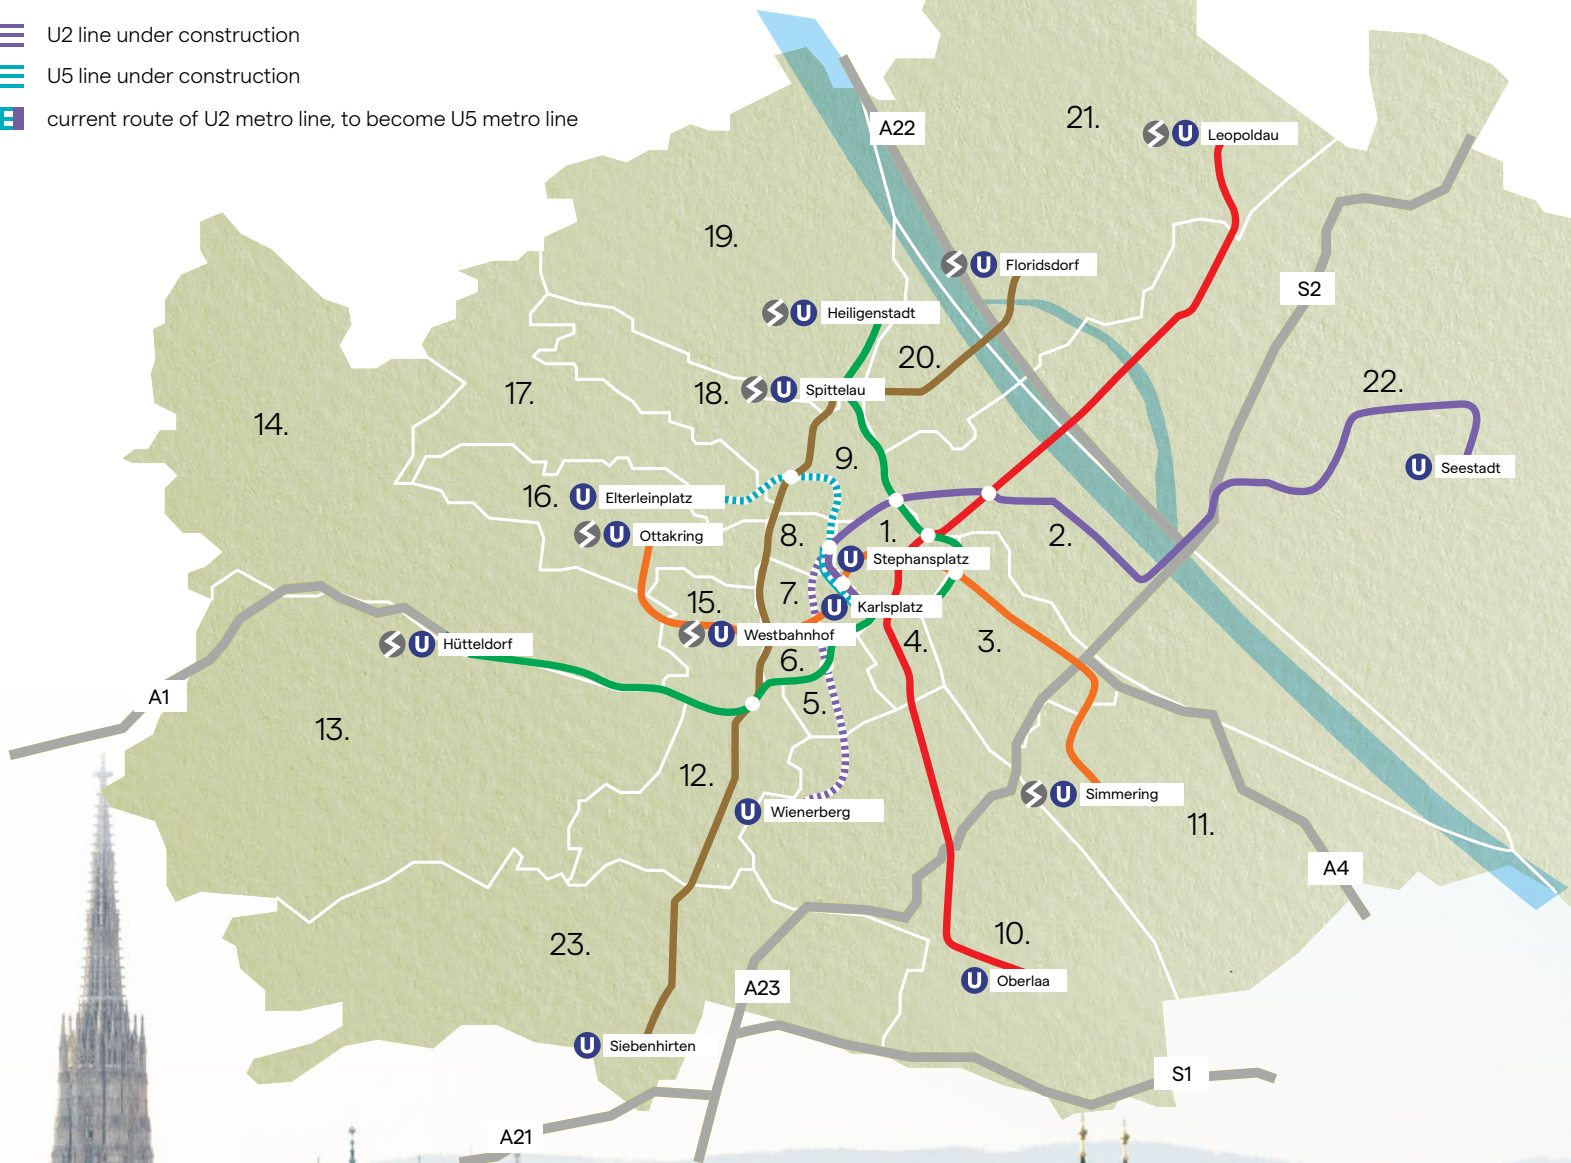 U2 line under construction
U5 line under construction
current route of U2 metro line, to become U5 metro line
A22
21.
U Leopoldau
19.
U Floridsdorf
S2
U Heiligenstadt
20.
22.
17.
18.
U Spittelau
14.
9.
U Seestadt
16.
U Elterleinplatz
U Ottakring
8.
1.
2.
U Stephansplatz
7.
15.
U Karlsplatz
U Westbahnhof
4.
3.
U Hütteldorf
6.
A1
5.
13.
12.
U Simmering
U Wienerberg
11.
A4
10.
23.
U Oberlaa
A23
U Siebenhirten
S1
A21